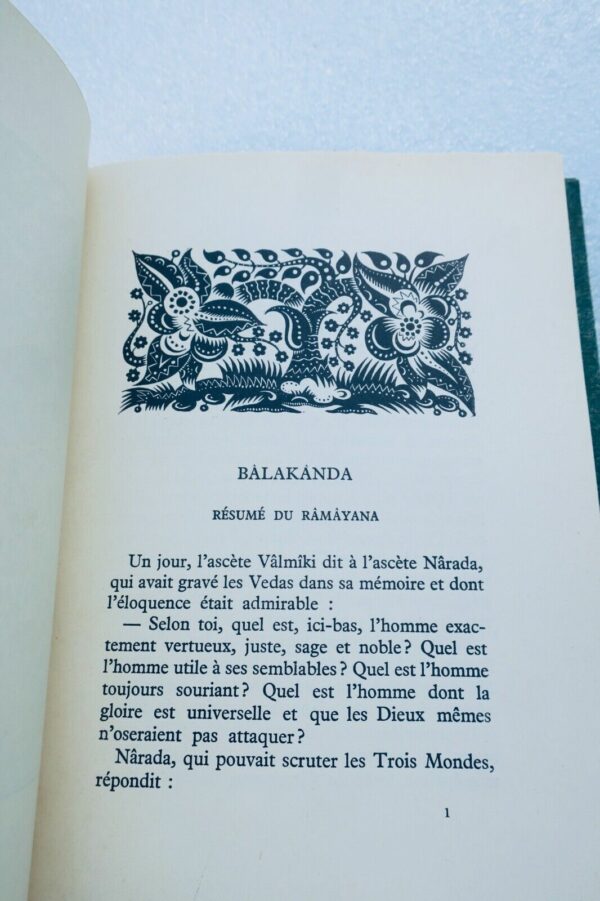 BÂLAKÂNDA
RÉSUMÉ DU RÂMÂYANA
Un jour, l'ascète Vâlmîki dit à l'ascète Nârada,
qui avait gravé les Vedas dans sa mémoire et dont
l'éloquence était admirable :
— Selon toi, quel est, ici-bas, l'homme exac-
tement vertueux, juste, sage et noble ? Quel est
l'homme utile à ses semblables ? Quel est l'homme
toujours souriant ? Quel est l'homme dont la
gloire est universelle et que les Dieux mêmes
n'oseraient pas attaquer ?
Nârada, qui pouvait scruter les Trois Mondes,
répondit :
1